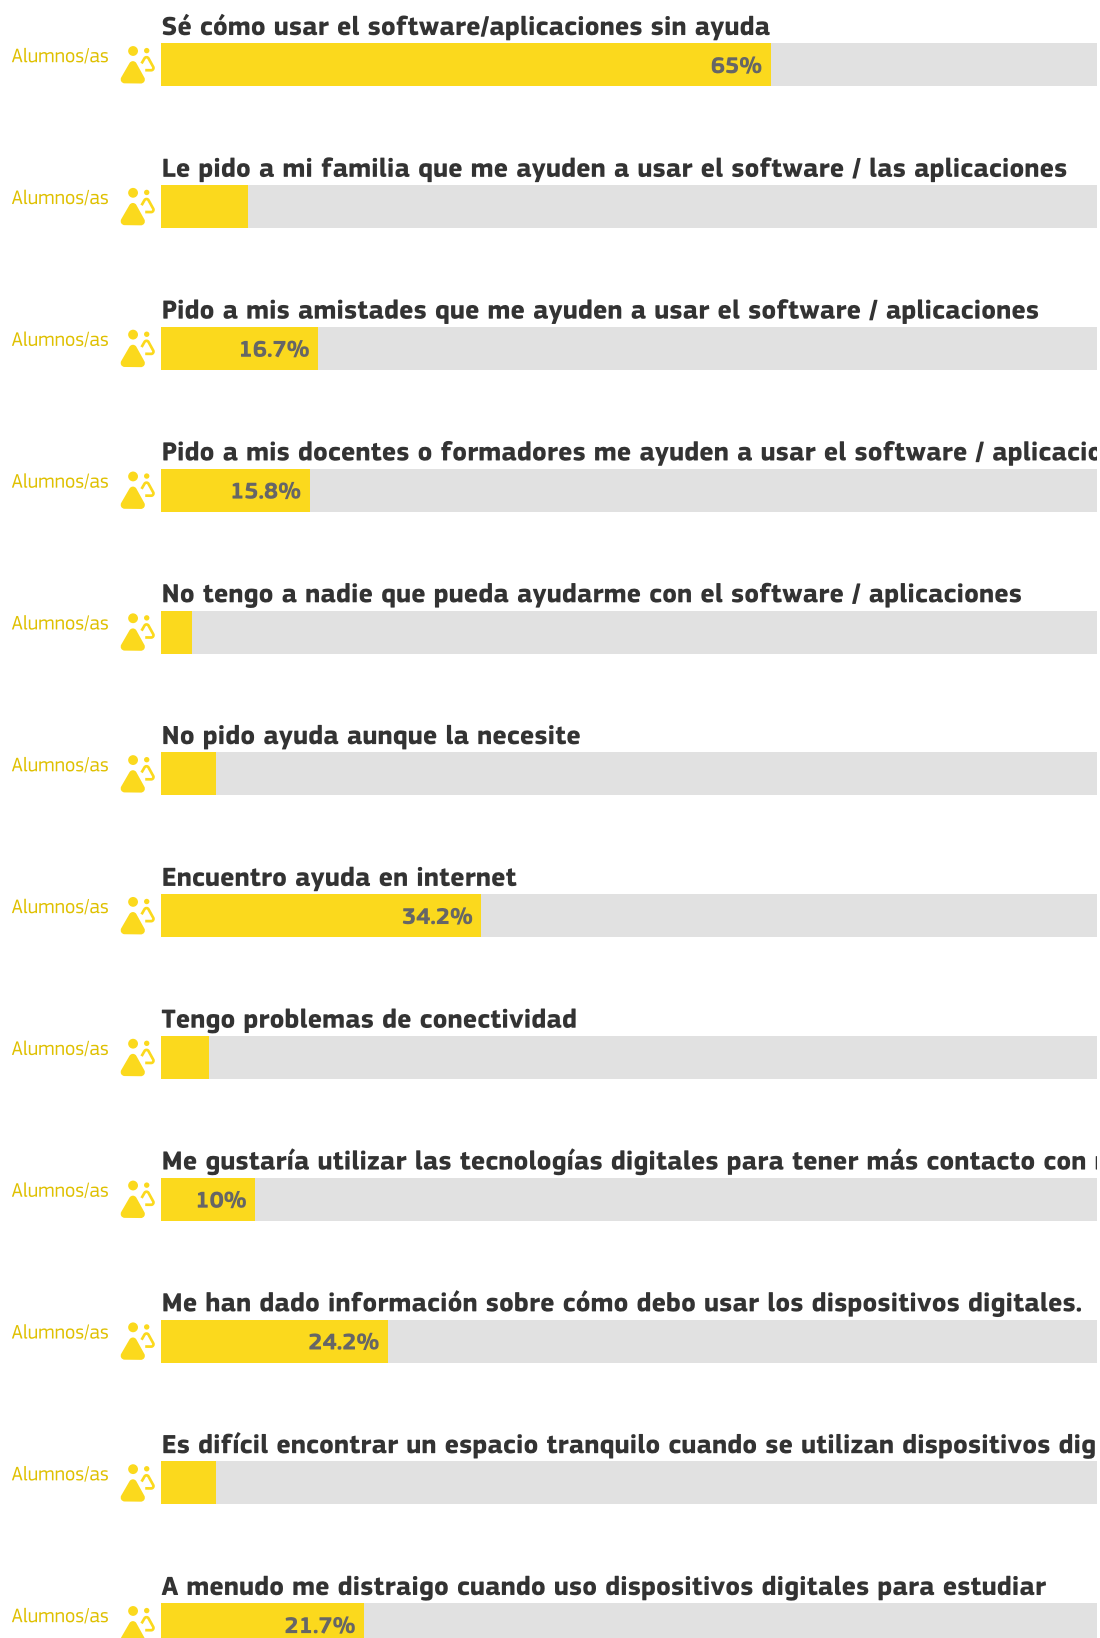 Sé cómo usar el software/aplicaciones sin ayuda
Alumnos/as
65%
Le pido a mi familia que me ayuden a usar el software / las aplicaciones
Alumnos/as
Pido a mis amistades que me ayuden a usar el software / aplicaciones
Alumnos/as
16.7%
Pido a mis docentes o formadores me ayuden a usar el software / aplicacio
Alumnos/as
15.8%
No tengo a nadie que pueda ayudarme con el software / aplicaciones
Alumnos/as
No pido ayuda aunque la necesite
Alumnos/as
Encuentro ayuda en internet
Alumnos/as
34.2%
Tengo problemas de conectividad
Alumnos/as
Me gustaría utilizar las tecnologías digitales para tener más contacto con
Alumnos/as
10%
Me han dado información sobre cómo debo usar los dispositivos digitales.
Alumnos/as
24.2%
Es difícil encontrar un espacio tranquilo cuando se utilizan dispositivos dig
Alumnos/as
A menudo me distraigo cuando uso dispositivos digitales para estudiar
Alumnos/as
21.7%